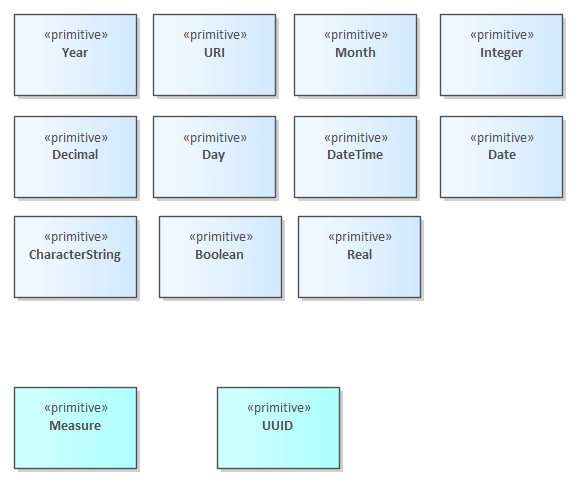 «primitive»
Year
«primitive»
URI
«primitive»
Month
«primitive»
Integer
«primitive»
Decimal
«primitive»
Day
«primitive»
DateTime
«primitive»
Date
«primitive»
CharacterString
«primitive»
Boolean
«primitive»
Real
«primitive»
Measure
«primitive»
UUID